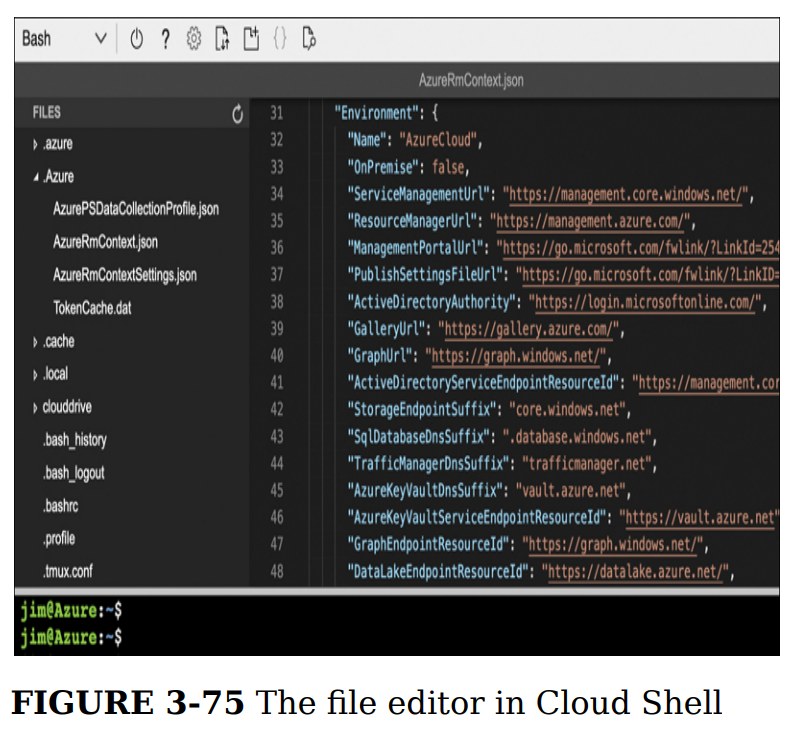 Bash
AzureRmContext.json
FILES
.azure
.Azure
AzurePSDataCollectionProfile.json
AzureRmContext.json
AzureRmContextSettings.json
TokenCache.dat
.cache
.local
clouddrive
.bash_history
.bash_logout
.bashrc
.profile
.tmux.conf
31 "Environment": {
32 "Name": "AzureCloud",
33 "OnPremise": false,
34 "ServiceManagementUrl": "https://management.core.windows.net/",
35 "ResourceManagerUrl": "https://management.azure.com/",
36 "ManagementPortalUrl": "https://go.microsoft.com/fwlink/?LinkId=254
37 "PublishSettingsFileUrl": "https://go.microsoft.com/fwlink/?LinkID=
38 "ActiveDirectoryAuthority": "https://login.microsoftonline.com/",
39 "GalleryUrl": "https://gallery.azure.com/",
40 "GraphUrl": "https://graph.windows.net/",
41 "ActiveDirectoryServiceEndpointResourceId": "https://management.cor
42 "StorageEndpointSuffix": "core.windows.net",
43 "SqlDatabaseDnsSuffix": ".database.windows.net",
44 "TrafficManagerDnsSuffix": "trafficmanager.net",
45 "AzureKeyVaultDnsSuffix": "vault.azure.net",
46 "AzureKeyVaultServiceEndpointResourceId": "https://vault.azure.net"
47 "GraphEndpointResourceId": "https://graph.windows.net/",
48 "DataLakeEndpointResourceId": "https://datalake.azure.net/",
jim@Azure:~$
jim@Azure:~$
FIGURE 3-75 The file editor in Cloud Shell